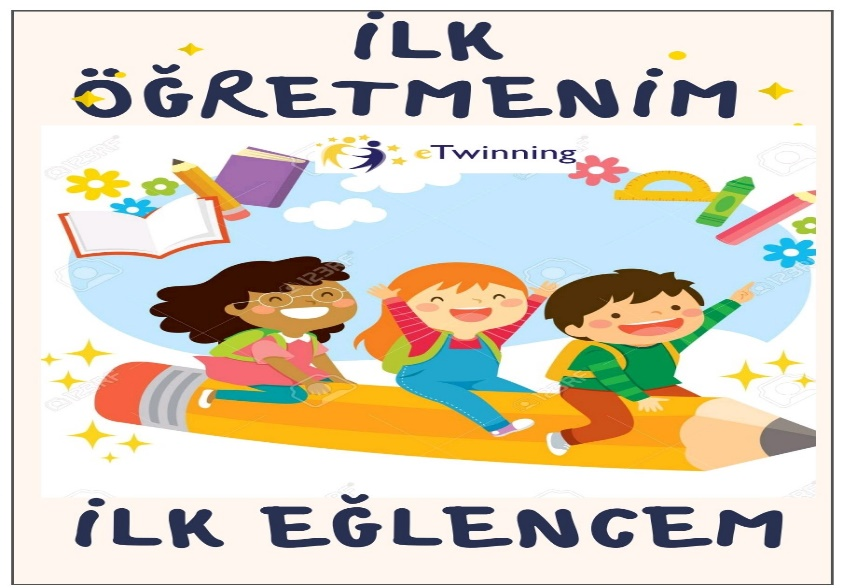 İLK
ÖĞRETMENİM
eTwinning
İLK EĞLENCEM